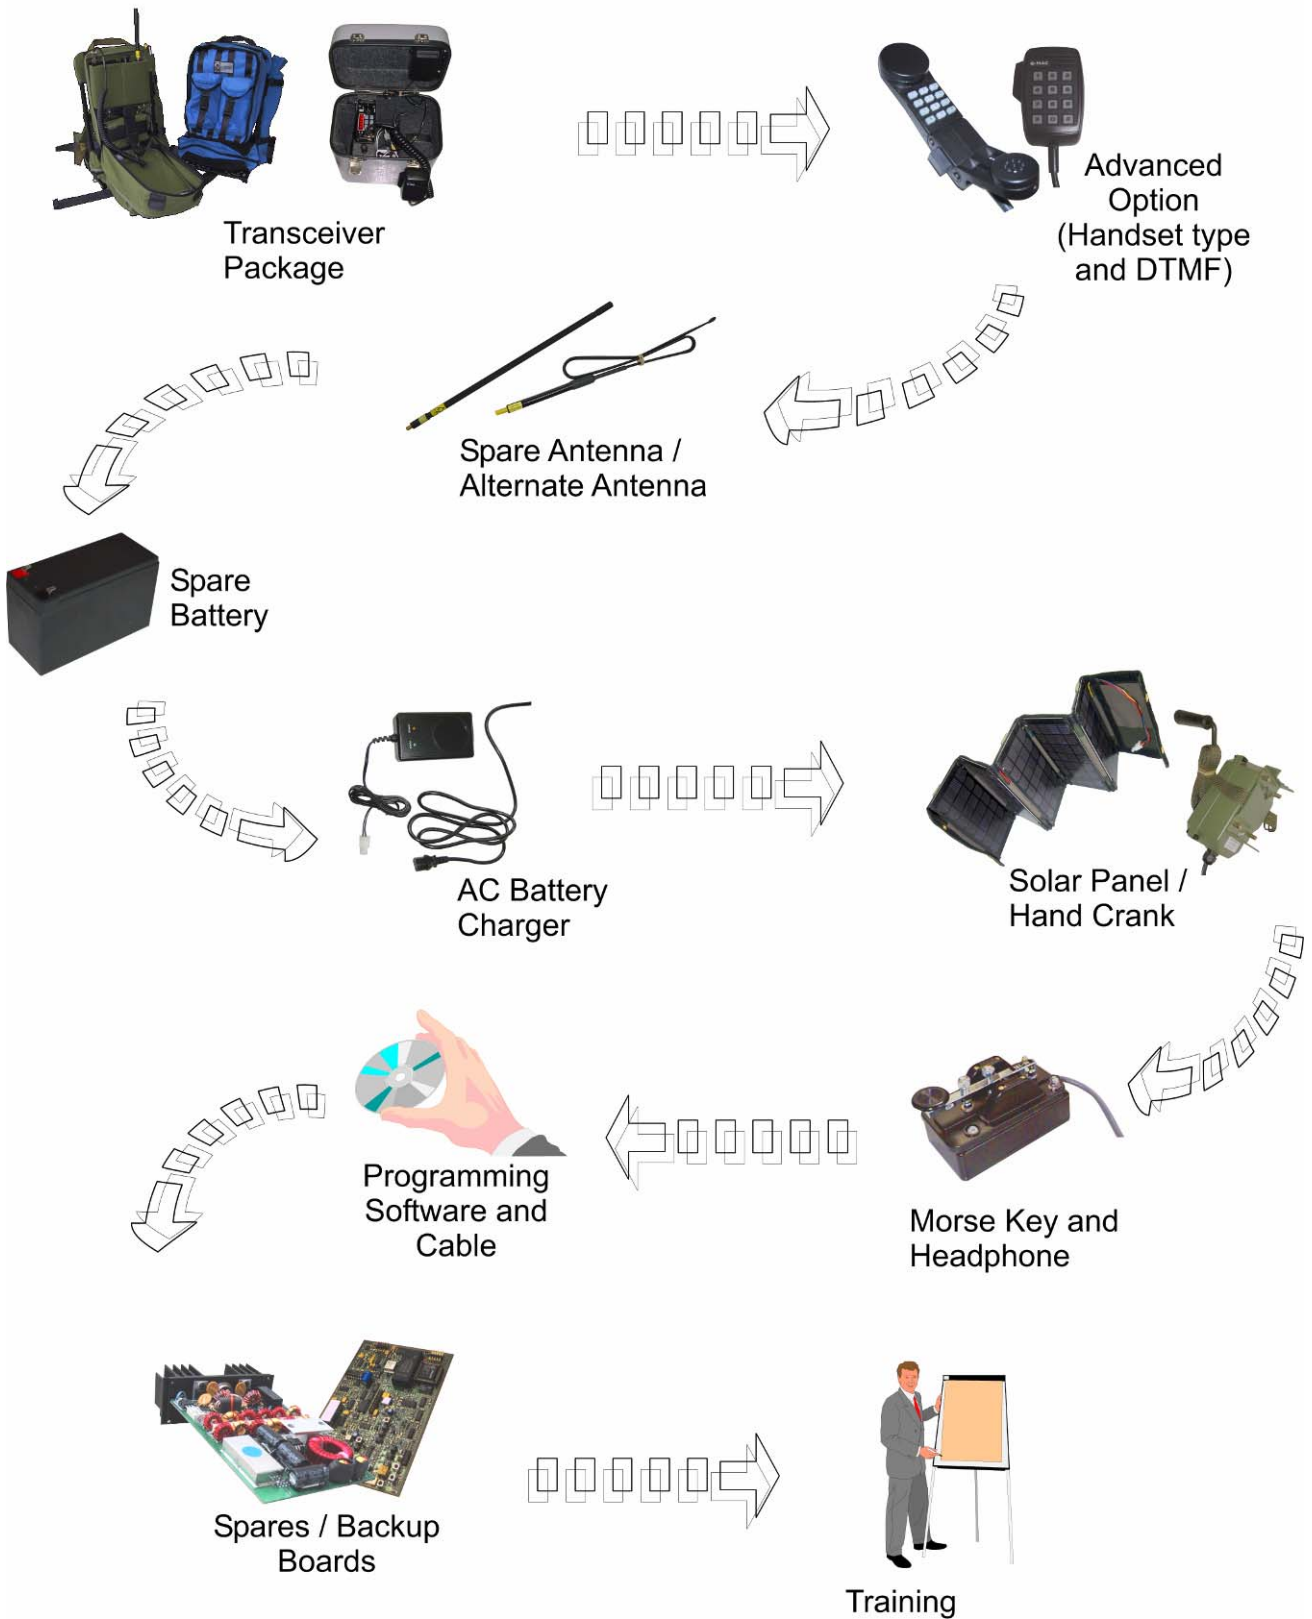 Transceiver
Package
Advanced
Option
(Handset type
and DTMF)
Spare Antenna /
Alternate Antenna
Spare
Battery
AC Battery
Charger
Solar Panel /
Hand Crank
Morse Key and
Headphone
Programming
Software and
Cable
Spares / Backup
Boards
Training